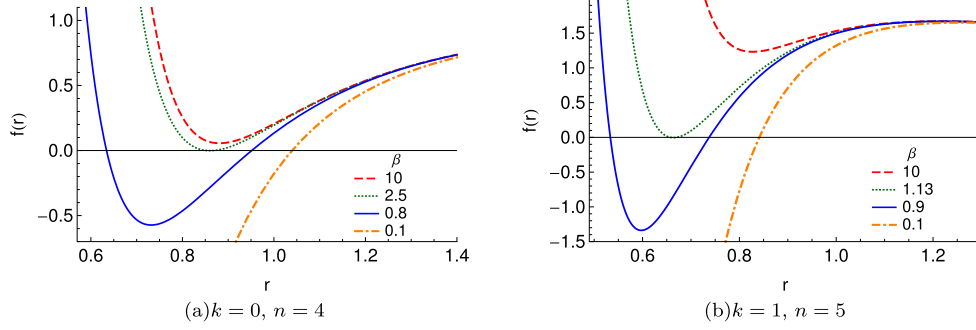 f(r)
1.0
0.5
0.0
−0.5
β
10
2.5
0.8
0.1
0.6 0.8 1.0 1.2 1.4
r
(a)k = 0, n = 4
f(r)
1.5
1.0
0.5
0.0
−0.5
−1.0
−1.5
β
10
1.13
0.9
0.1
0.6 0.8 1.0 1.2
r
(b)k = 1, n = 5